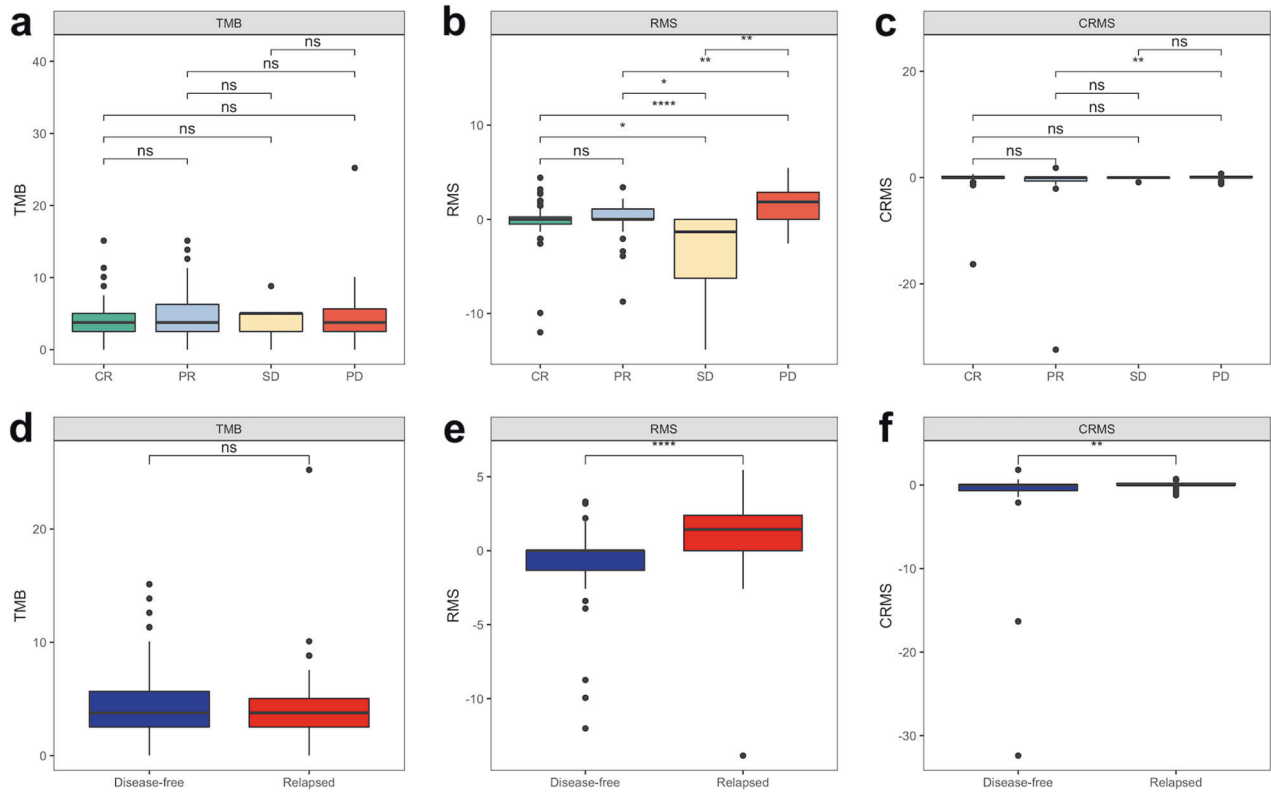 a
TMB
TMB
40
30
20
10
0
ns
ns
ns
ns
ns
ns
CR
PR
SD
PD
b
RMS
RMS
10
0
-10
**
**
*
****
*
ns
CR
PR
SD
PD
c
CRMS
CRMS
20
0
-20
ns
**
ns
ns
ns
ns
CR
PR
SD
PD
d
TMB
TMB
20
10
0
ns
Disease-free
Relapsed
e
RMS
RMS
5
0
-5
-10
****
Disease-free
Relapsed
f
CRMS
CRMS
0
-10
-20
-30
**
Disease-free
Relapsed